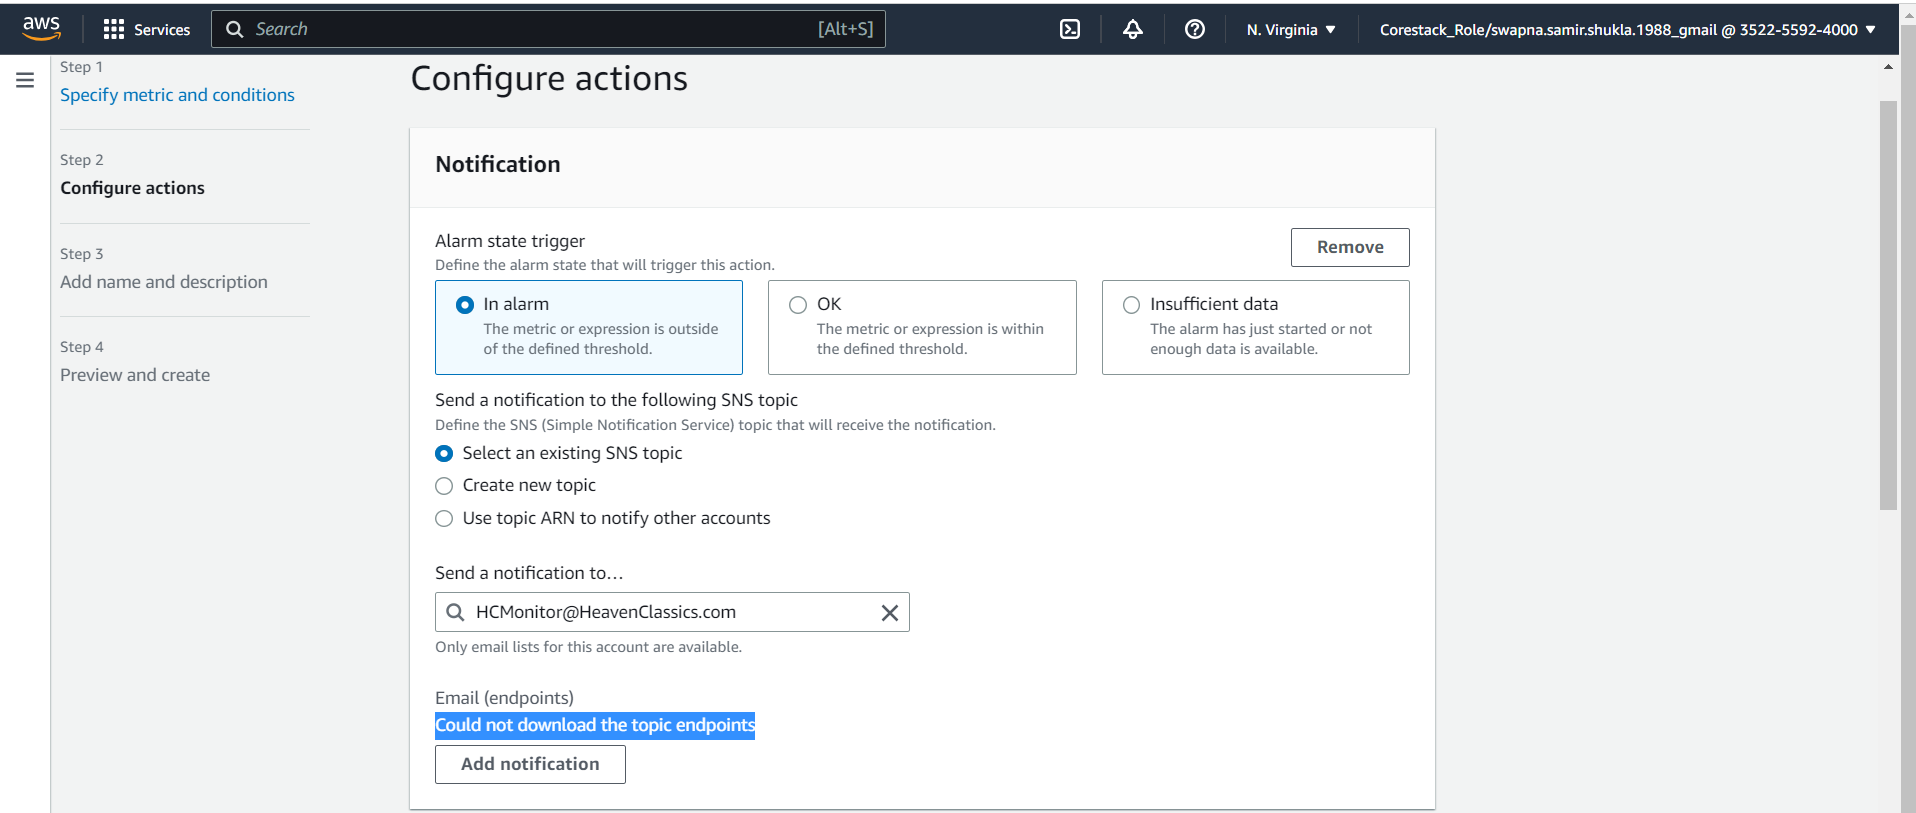 aws
Services
Search
[Alt+S]
N. Virginia
Corestack_Role/swapna.samir.shukla.1988_gmail @ 3522-5592-4000
Step 1
Specify metric and conditions
Step 2
Configure actions
Step 3
Add name and description
Step 4
Preview and create
Configure actions
Notification
Alarm state trigger
Define the alarm state that will trigger this action.
Remove
In alarm
The metric or expression is outside
of the defined threshold.
OK
The metric or expression is within
the defined threshold.
Insufficient data
The alarm has just started or not
enough data is available.
Send a notification to the following SNS topic
Define the SNS (Simple Notification Service) topic that will receive the notification.
Select an existing SNS topic
Create new topic
Use topic ARN to notify other accounts
Send a notification to…
HCMonitor@HeavenClassics.com
Only email lists for this account are available.
Email (endpoints)
Could not download the topic endpoints
Add notification